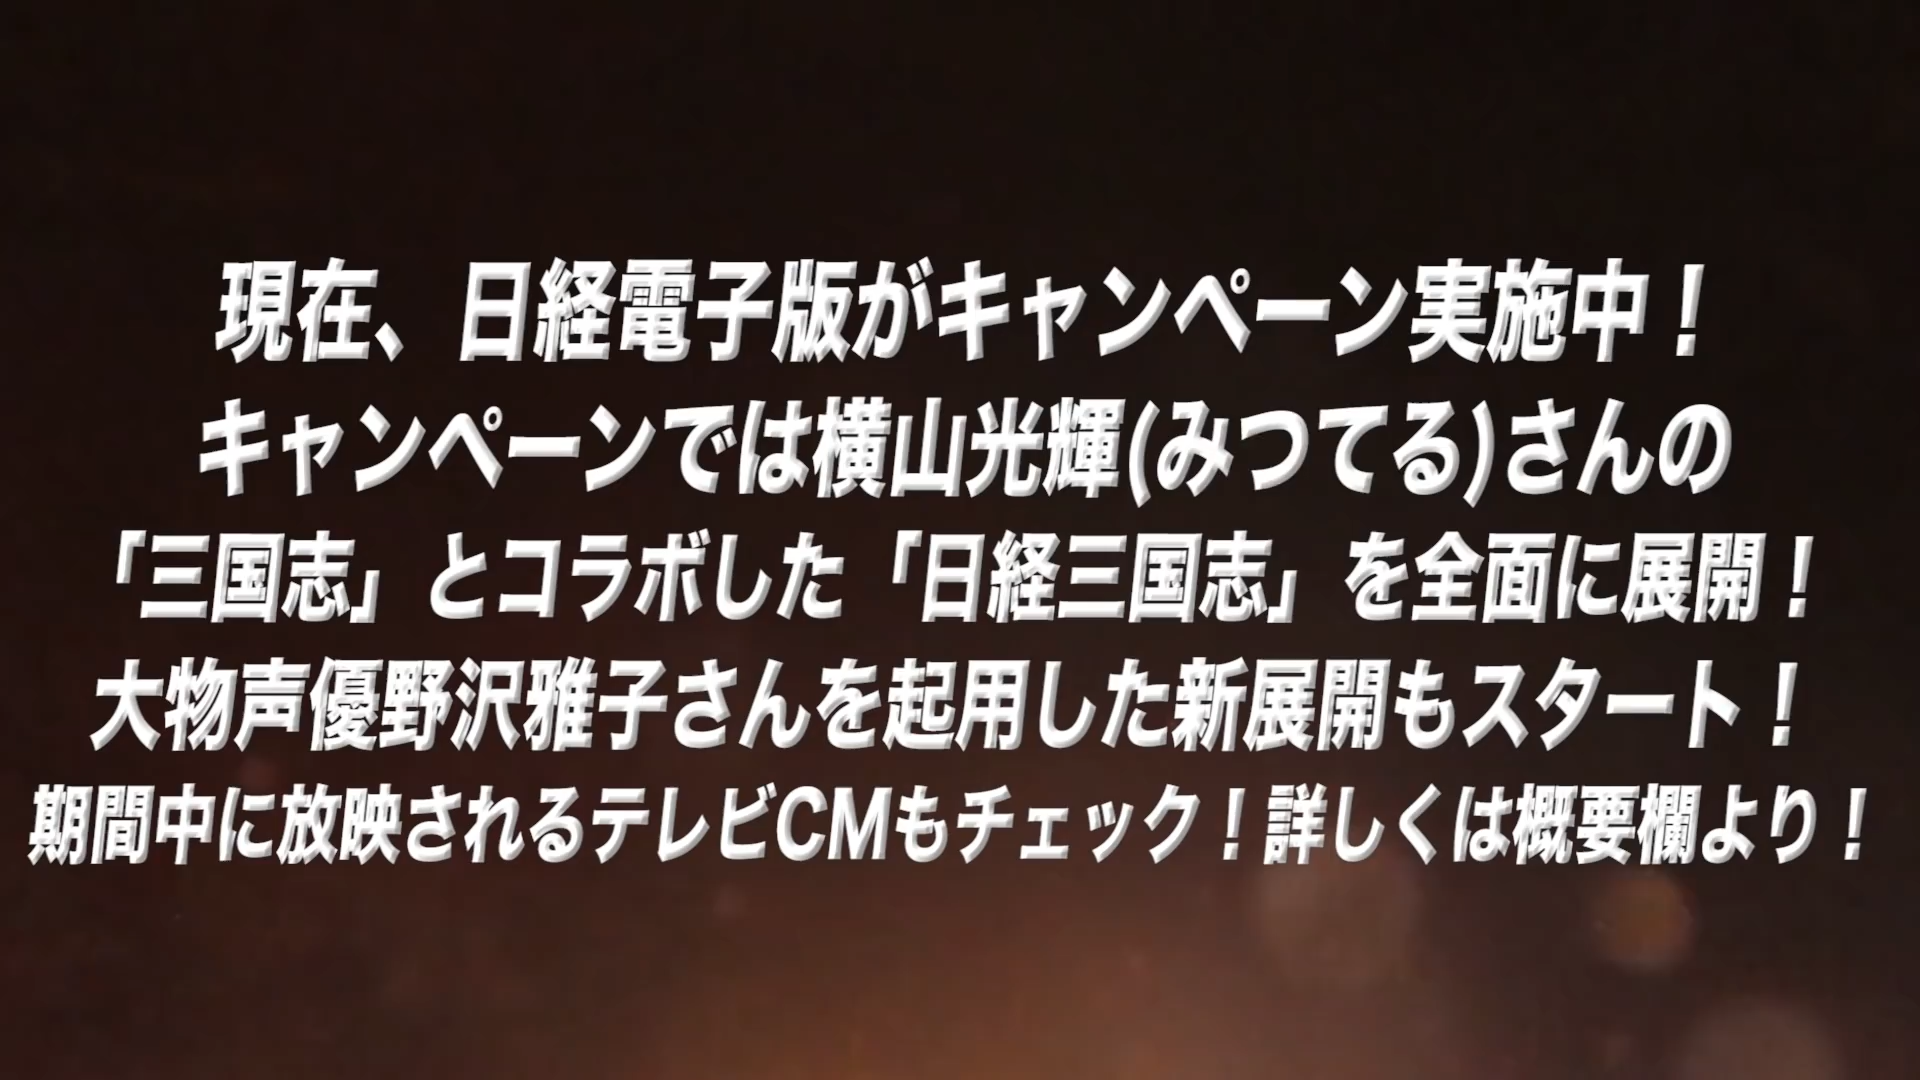 現在、日経電子版がキャンペーン実施中！
キャンペーンでは横山光輝(みつてる)さんの
「三国志」とコラボした「日経三国志」を全面に展開！
大物声優野沢雅子さんを起用した新展開もスタート！
期間中に放映されるテレビCMもチェック！詳しくは概要欄より！